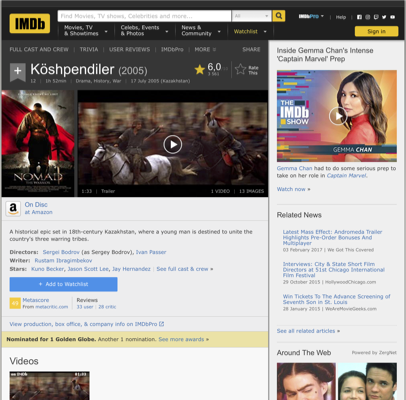 IMDb
Find Movies, TV shows, Celebrities and more...
All
Movies, TV
& Showtimes
Celebs, Events
& Photos
News &
Community
Watchlist
IMDbPro
Help
Sign in
FULL CAST AND CREW | TRIVIA | USER REVIEWS | IMDbPro | MORE
SHARE
Köshpendiler (2005)
12 | 1h 52min | Drama, History, War | 17 July 2005 (Kazakhstan)
6,0
Rate
This
NOMAD
1:33 | Trailer
1 VIDEO | 13 IMAGES
On Disc
at Amazon
A historical epic set in 18th-century Kazakhstan, where a young man is destined to unite the
country's three warring tribes.
Directors: Sergei Bodrov (as Sergey Bodrov), Ivan Passer
Writer: Rustam Ibragimbekov
Stars: Kuno Becker, Jason Scott Lee, Jay Hernandez | See full cast & crew »
+ Add to Watchlist
Metascore
From metacritic.com
Reviews
33 user | 26 critic
View production, box office, & company info on IMDbPro
Nominated for 1 Golden Globe. Another 1 nomination. See more awards »
Videos
Inside Gemma Chan's Intense
'Captain Marvel' Prep
THE
IMDb
SHOW
GEMMA CHAN
Gemma Chan had to do some serious prep to
take on her role in Captain Marvel.
Watch now »
Related News
Latest Mass Effect: Andromeda Trailer
Highlights Pre-Order Bonuses And
Multiplayer
03 February 2017 | We Got This Covered
Interviews: City & State Short Film
Directors at 51st Chicago International
Film Festival
29 October 2015 | HollywoodChicago.com
Win Tickets To The Advance Screening of
Seventh Son in St. Louis
28 January 2015 | WeAreMovieGeeks.com
See all related articles »
Around The Web
Powered by ZergNet